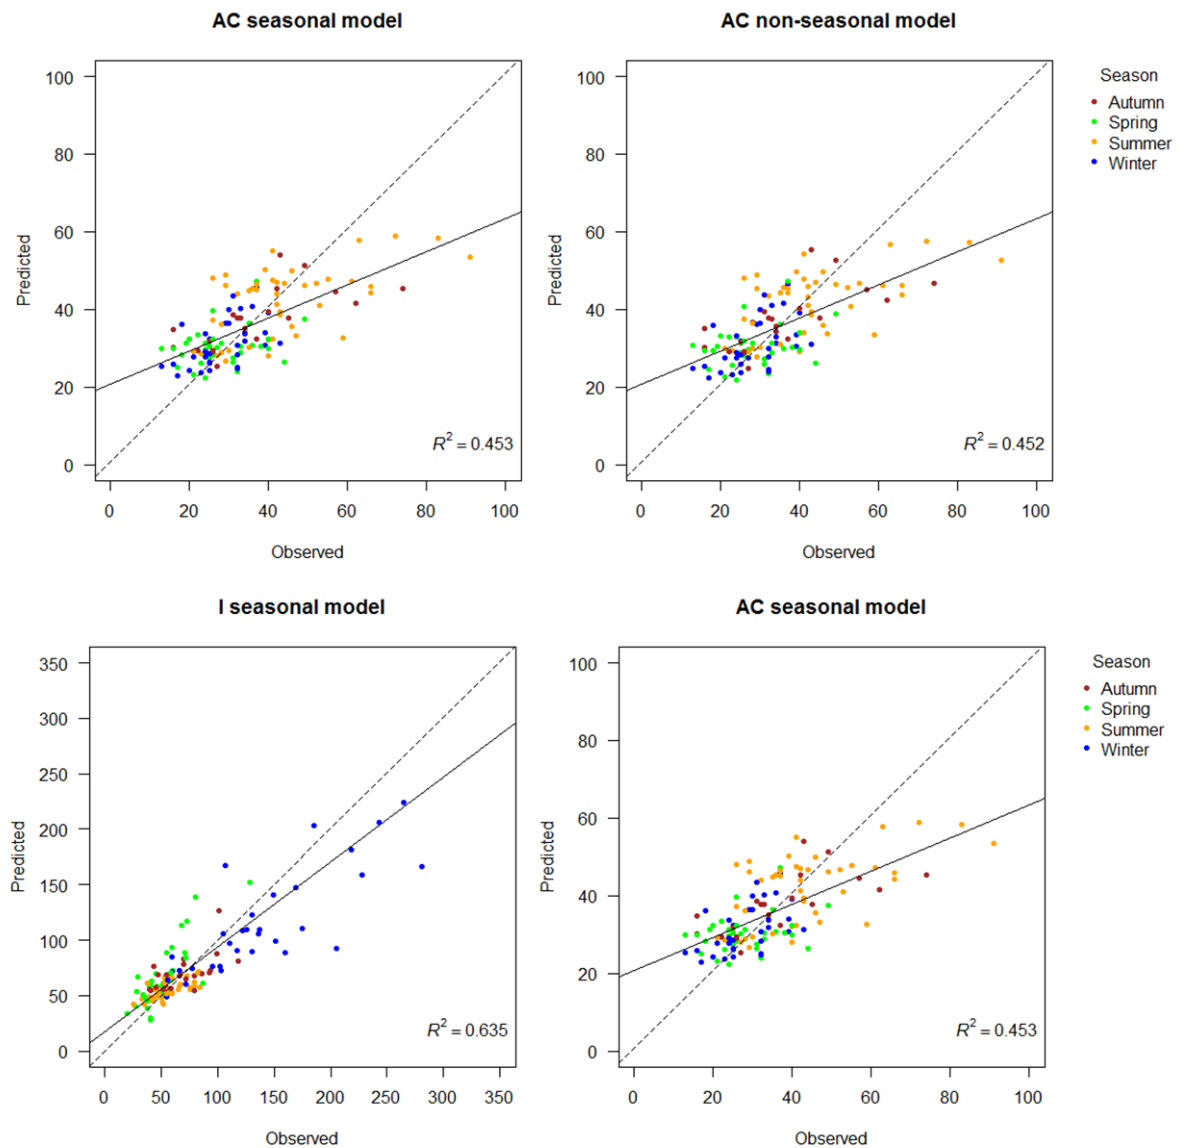 AC seasonal model
AC non-seasonal model
100
80
60
40
20
0
Predicted
R² = 0.453
0 20 40 60 80 100
Observed
100
80
60
40
20
0
Predicted
R² = 0.452
0 20 40 60 80 100
Observed
Season
Autumn
Spring
Summer
Winter
I seasonal model
AC seasonal model
350
300
250
200
150
100
50
0
Predicted
R² = 0.635
0 50 100 150 200 250 300 350
Observed
100
80
60
40
20
0
Predicted
R² = 0.453
0 20 40 60 80 100
Observed
Season
Autumn
Spring
Summer
Winter